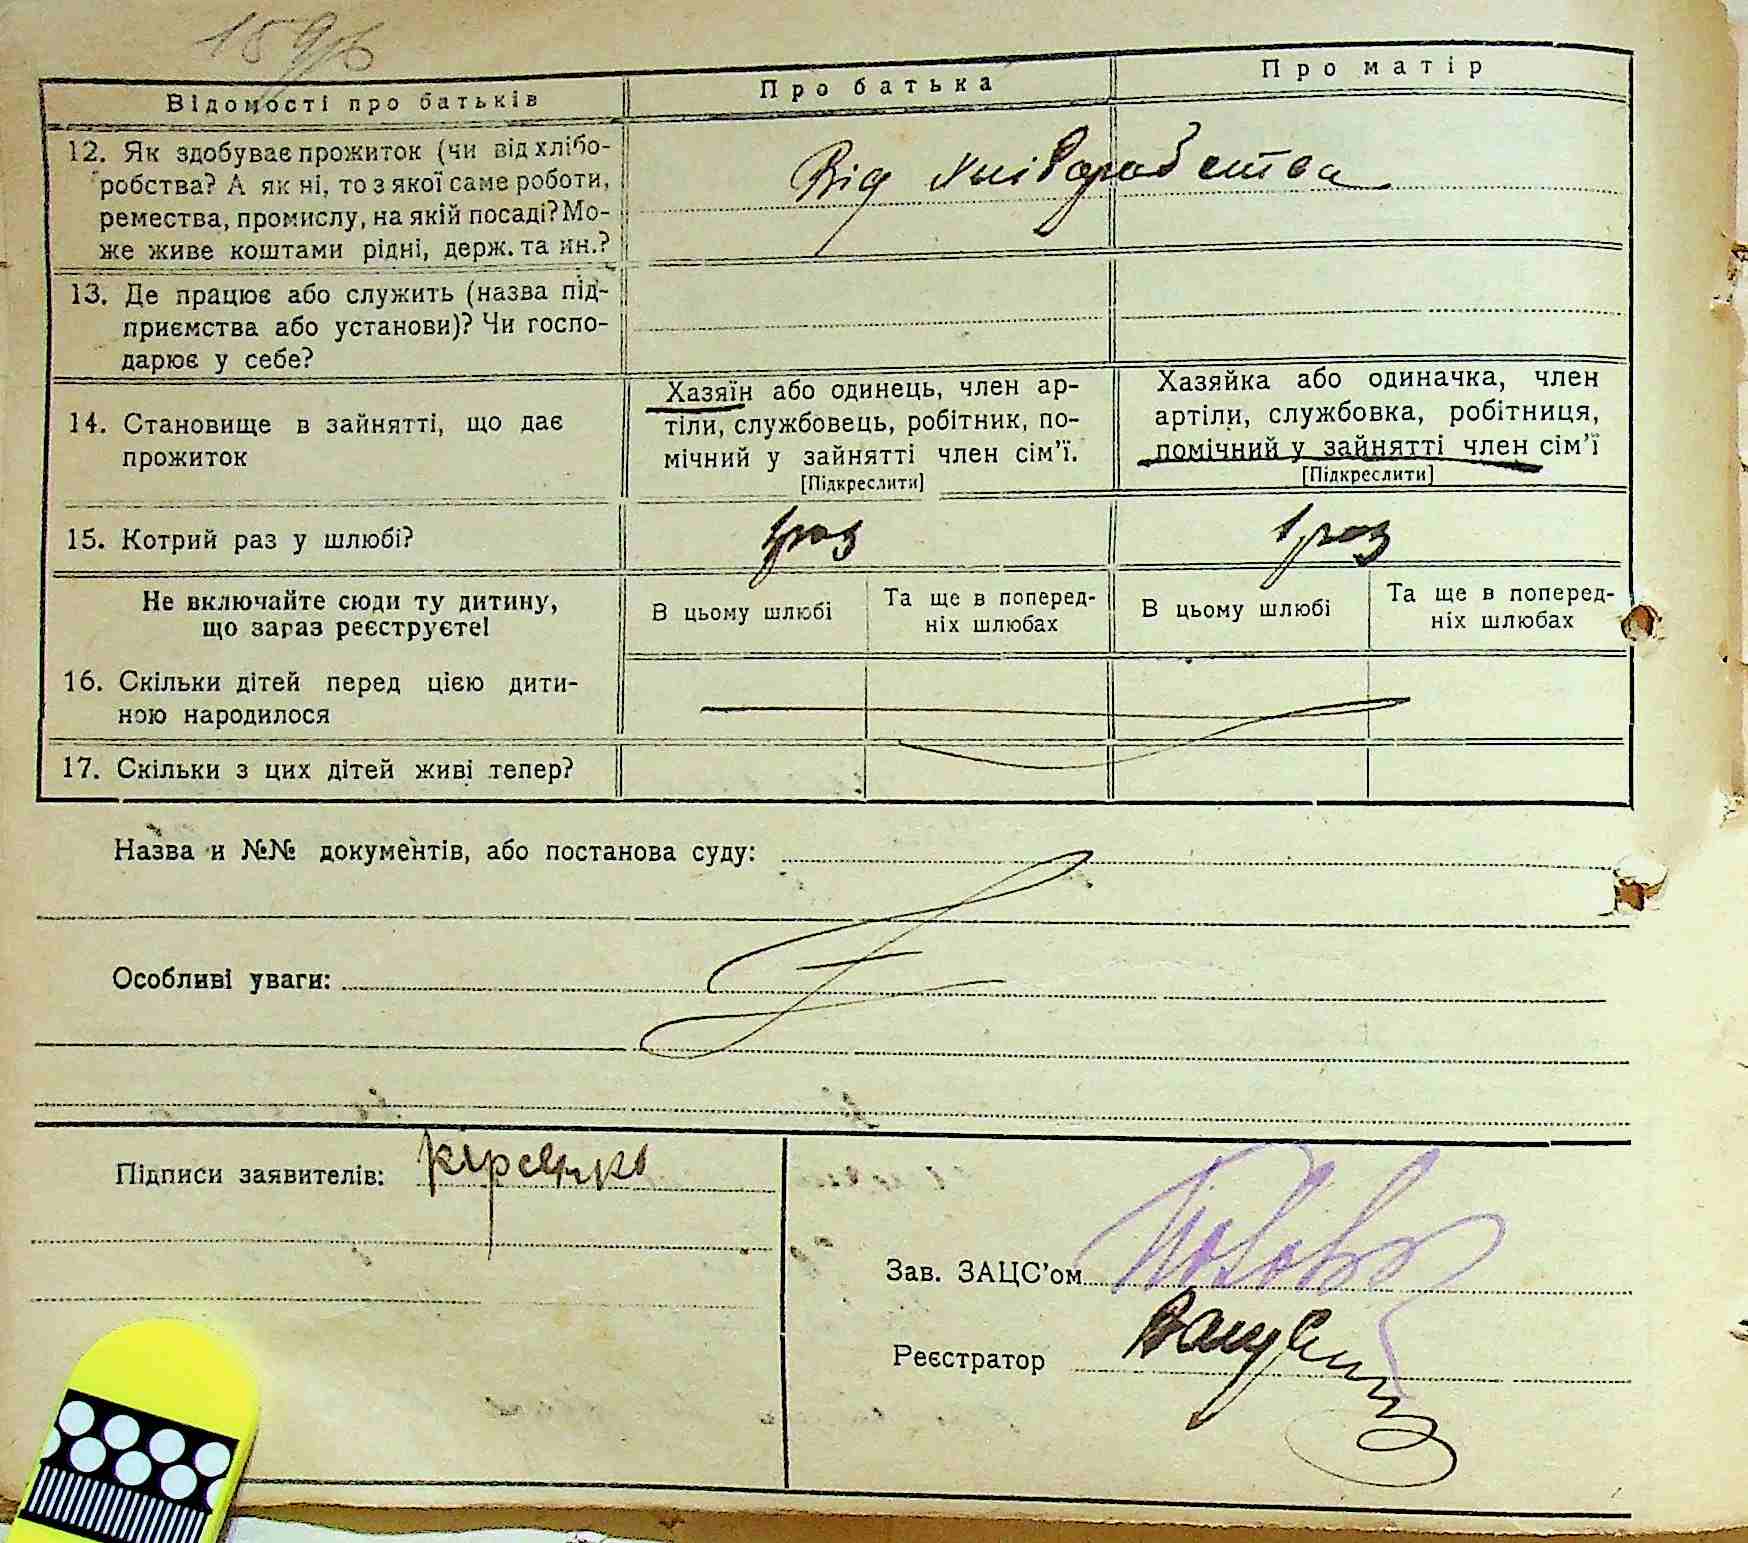 159зв
Відомості про батьків
Про батька
Про матір
12. Як здобуває прожиток (чи від хлібо-
робства? А як ні, то з якої саме роботи,
ремества, промислу, на якій посаді? Мо-
же живе коштами рідні, держ. та ин.?
Від хліборобства
13. Де працює або служить (назва під-
приємства або установи)? Чи госпо-
дарює у себе?
14. Становище в зайнятті, що дає
прожиток
Хазяїн або одинець, член ар-
тіли, службовець, робітник, по-
мічний у зайнятті член сім'ї.
[Підкреслити]
Хазяйка або одиначка, член
артіли, службовка, робітниця,
помічний у зайнятті член сім'ї
[Підкреслити]
15. Котрий раз у шлюбі?
1 раз
1 раз
Не включайте сюди ту дитину,
що зараз реєструєте!
В цьому шлюбі
Та ще в поперед-
ніх шлюбах
В цьому шлюбі
Та ще в поперед-
ніх шлюбах
16. Скільки дітей перед цією дити-
ною народилося
17. Скільки з цих дітей живі тепер?
Назва и №№ документів, або постанова суду:
Особливі уваги:
Підписи заявителів:
Зав. ЗАЦС'ом
Реєстратор